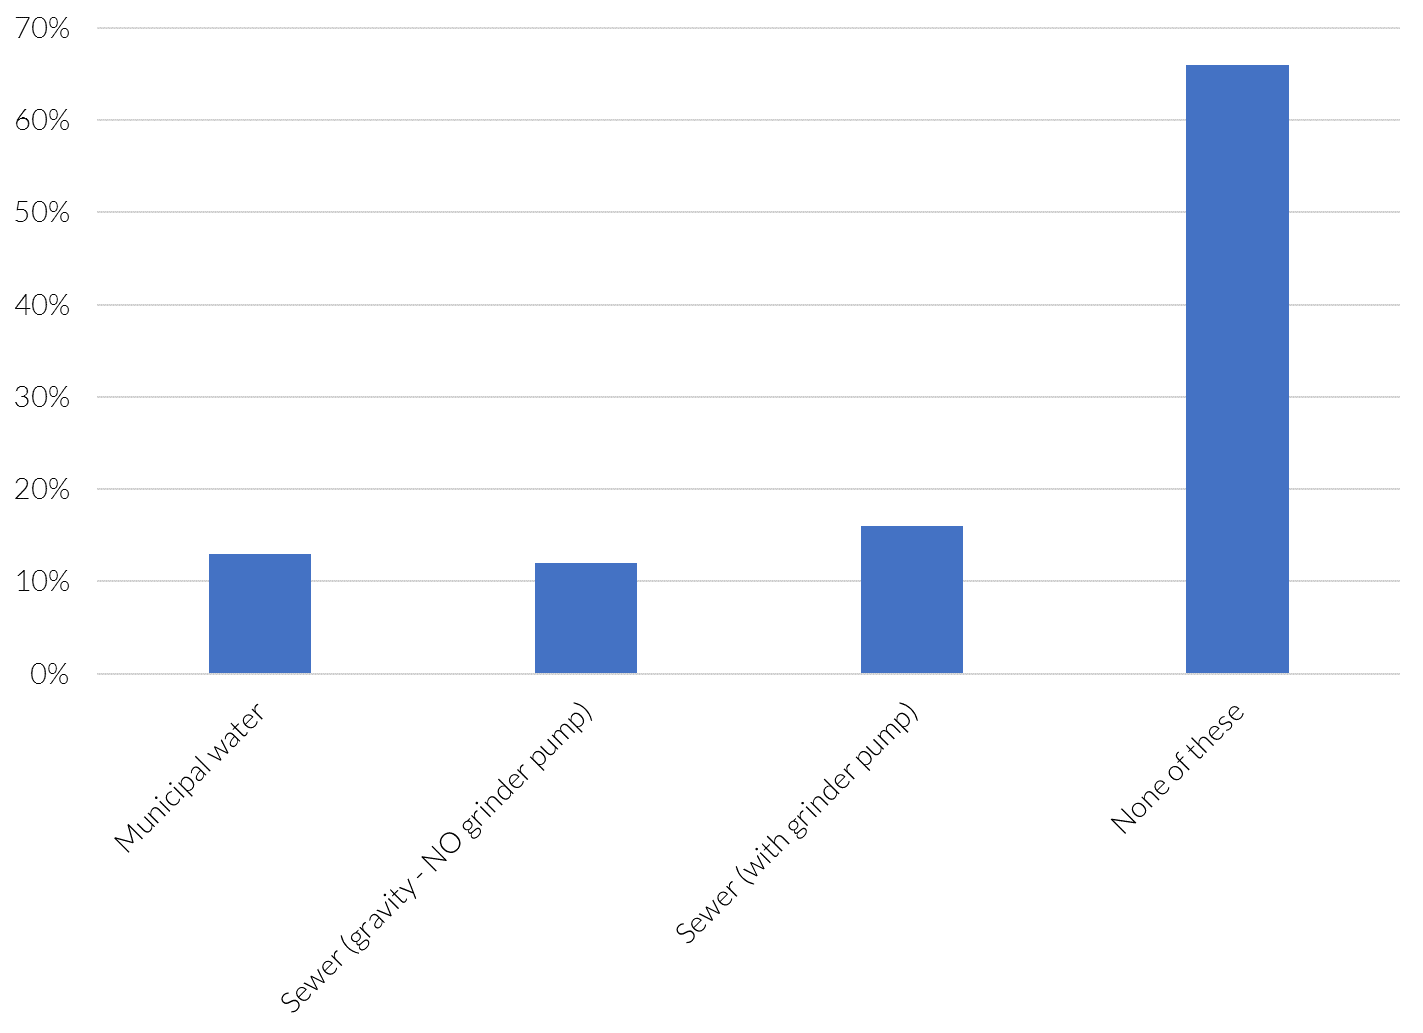 70%
60%
50%
40%
30%
20%
10%
0%
Municipal water
Sewer (gravity - NO grinder pump)
Sewer (with grinder pump)
None of these